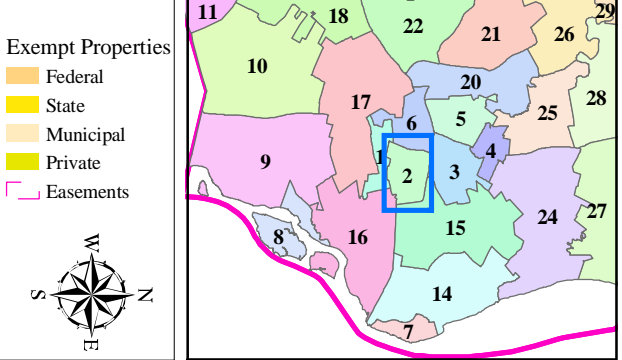 Exempt Properties
Federal
State
Municipal
Private
Easements
W
S
N
E
11
18
22
21
26
29
10
17
20
28
25
6
5
4
9
1
2
3
24
27
8
16
15
14
7